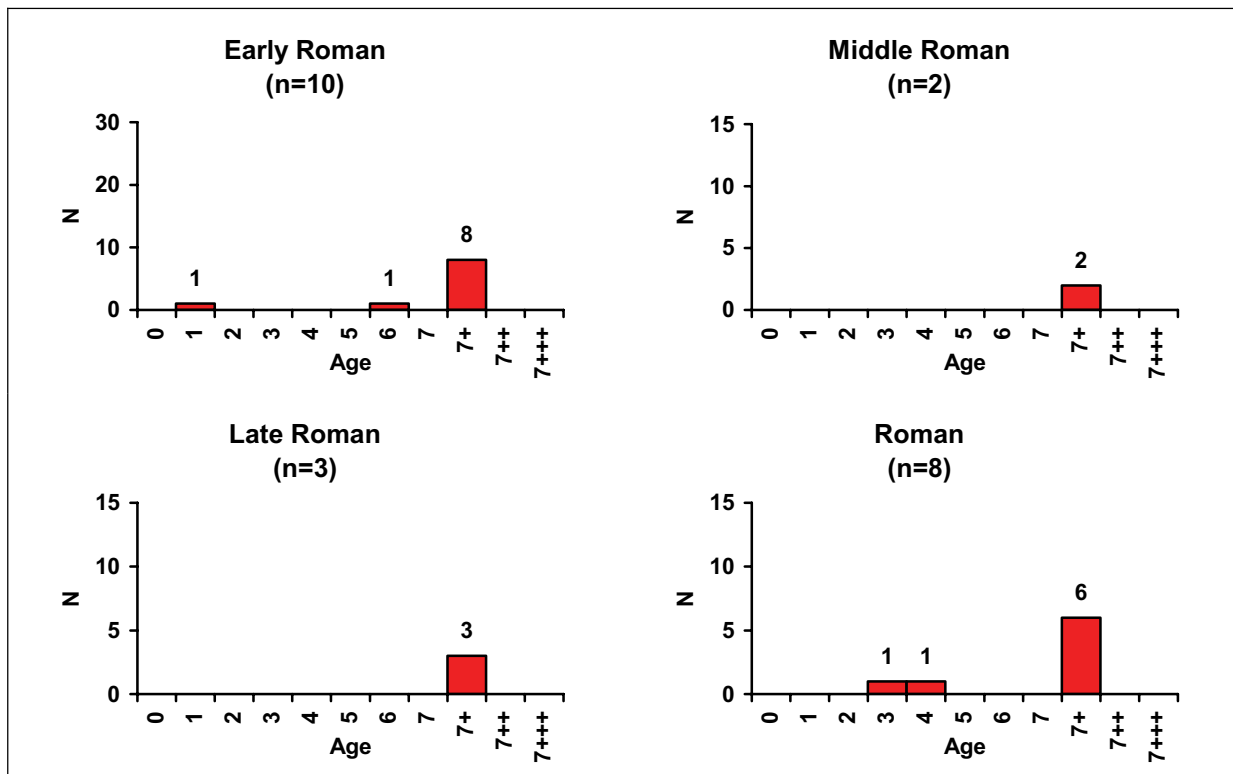 Early Roman
(n=10)
30
20
10
0
N
1
1
8
0 1 2 3 4 5 6 7 7+ 7++ 7+++
Age
Middle Roman
(n=2)
15
10
5
0
N
2
0 1 2 3 4 5 6 7 7+ 7++ 7+++
Age
Late Roman
(n=3)
15
10
5
0
N
3
0 1 2 3 4 5 6 7 7+ 7++ 7+++
Age
Roman
(n=8)
15
10
5
0
N
1 1
6
0 1 2 3 4 5 6 7 7+ 7++ 7+++
Age